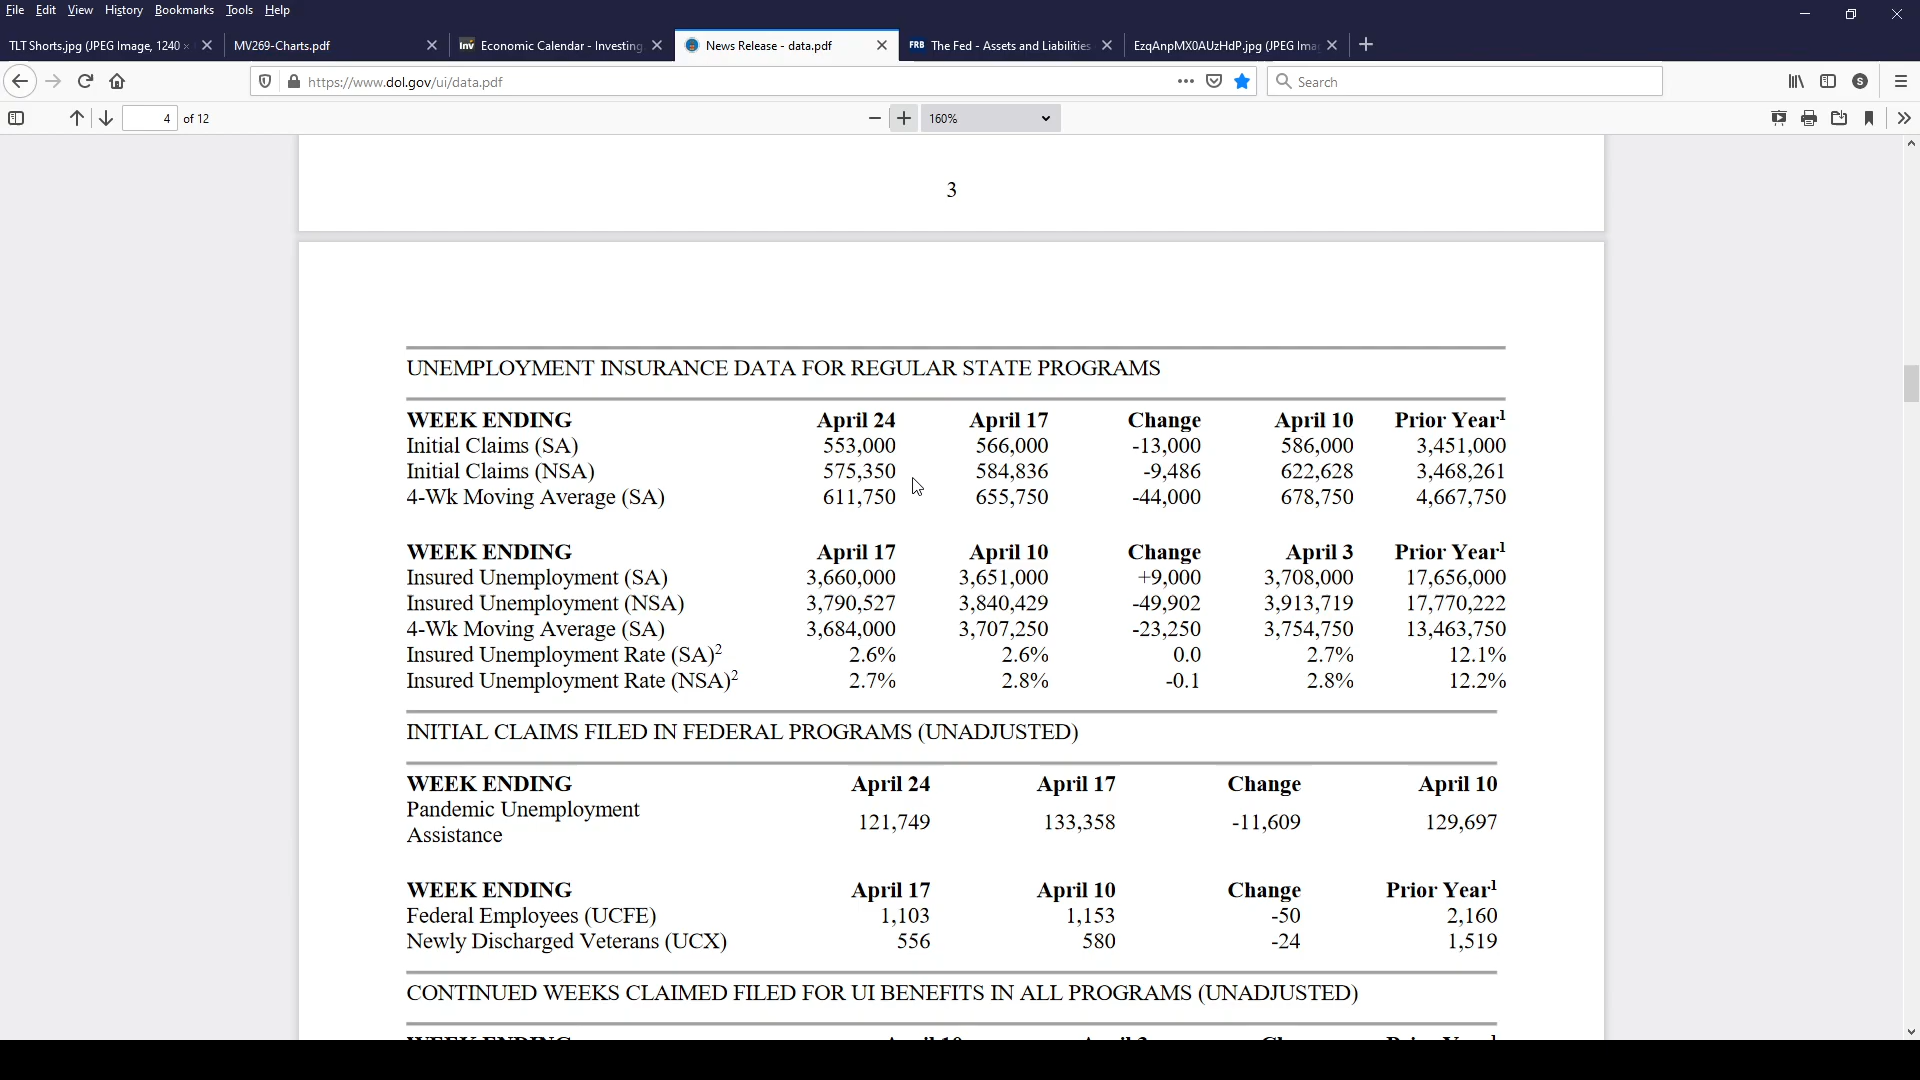 File Edit View History Bookmarks Tools Help
TLT Shorts.jpg (JPEG Image, 1240 × MV269-Charts.pdf Economic Calendar - Investing. News Release - data.pdf The Fed - Assets and Liabilities EzqAnpMX0AUzHdP.jpg (JPEG Ima
https://www.dol.gov/ui/data.pdf Search
4 of 12 160%
3
UNEMPLOYMENT INSURANCE DATA FOR REGULAR STATE PROGRAMS
WEEK ENDING April 24 April 17 Change April 10 Prior Year1
Initial Claims (SA) 553,000 566,000 -13,000 586,000 3,451,000
Initial Claims (NSA) 575,350 584,836 -9,486 622,628 3,468,261
4-Wk Moving Average (SA) 611,750 655,750 -44,000 678,750 4,667,750
WEEK ENDING April 17 April 10 Change April 3 Prior Year1
Insured Unemployment (SA) 3,660,000 3,651,000 +9,000 3,708,000 17,656,000
Insured Unemployment (NSA) 3,790,527 3,840,429 -49,902 3,913,719 17,770,222
4-Wk Moving Average (SA) 3,684,000 3,707,250 -23,250 3,754,750 13,463,750
Insured Unemployment Rate (SA)2 2.6% 2.6% 0.0 2.7% 12.1%
Insured Unemployment Rate (NSA)2 2.7% 2.8% -0.1 2.8% 12.2%
INITIAL CLAIMS FILED IN FEDERAL PROGRAMS (UNADJUSTED)
WEEK ENDING April 24 April 17 Change April 10
Pandemic Unemployment
Assistance 121,749 133,358 -11,609 129,697
WEEK ENDING April 17 April 10 Change Prior Year1
Federal Employees (UCFE) 1,103 1,153 -50 2,160
Newly Discharged Veterans (UCX) 556 580 -24 1,519
CONTINUED WEEKS CLAIMED FILED FOR UI BENEFITS IN ALL PROGRAMS (UNADJUSTED)